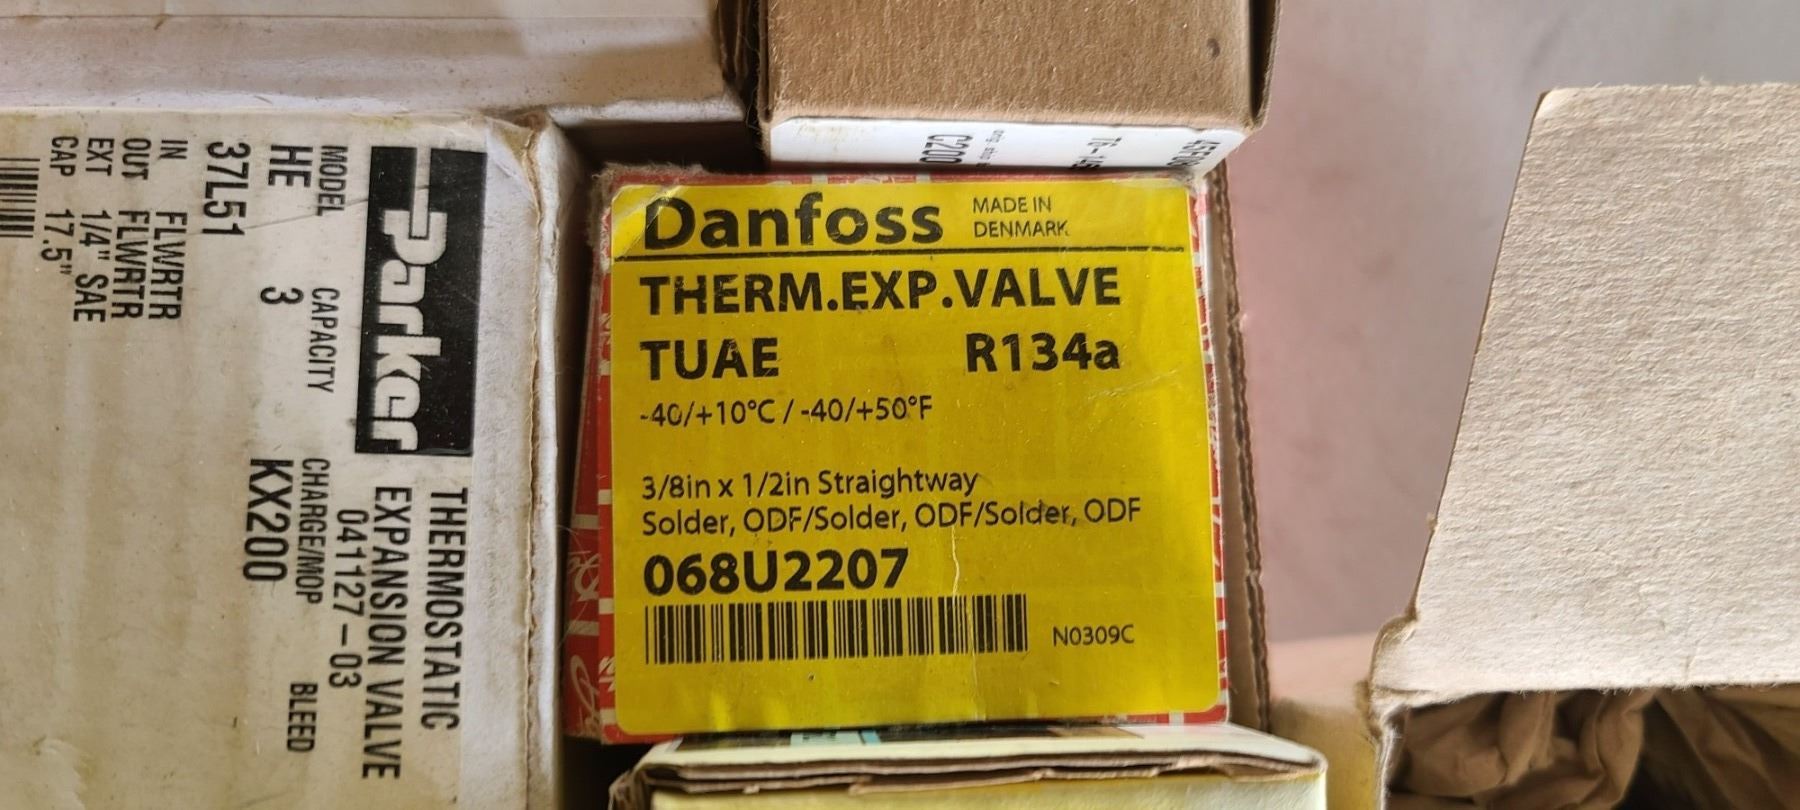 Parker
THERMOSTATIC
EXPANSION VALVE
041127-03
MODEL CAPACITY CHARGE/MOP BLEED
HE 3 KX200
37L51
IN FLWRTR
OUT FLWRTR
EXT 1/4" SAE
CAP 17.5"
C200
Danfoss MADE IN
DENMARK
THERM.EXP.VALVE
TUAE R134a
-40/+10°C / -40/+50°F
3/8in x 1/2in Straightway
Solder, ODF/Solder, ODF/Solder, ODF
068U2207
N0309C